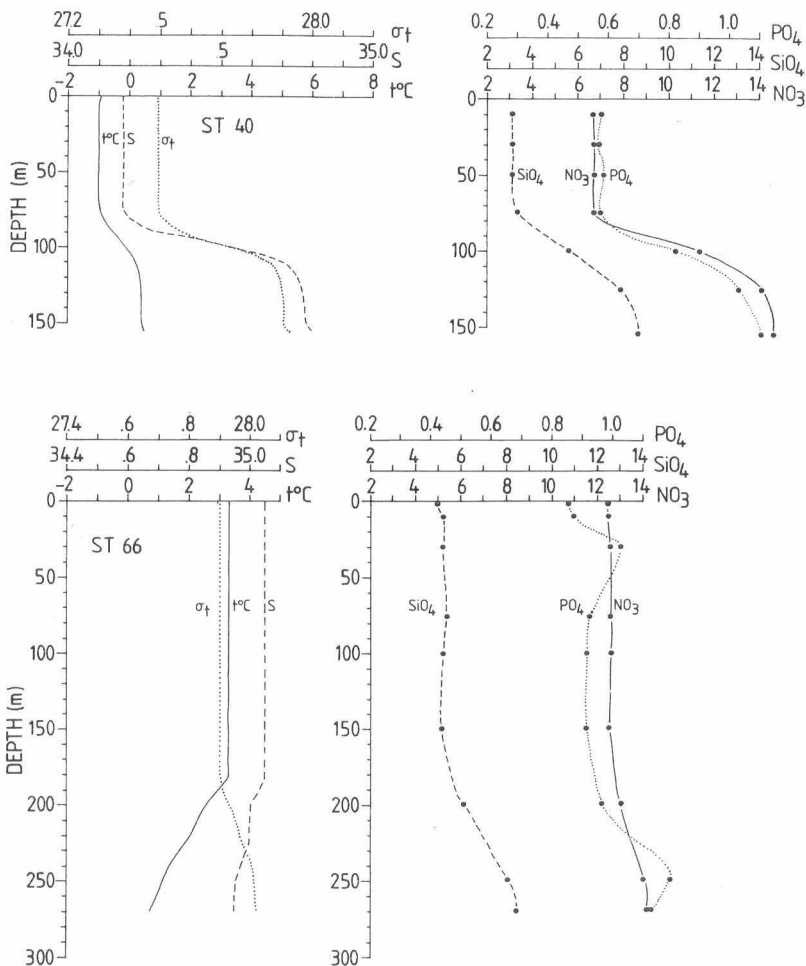 27.2 .5 28.0 σt
34.0 .5 35.0 S
-2 0 2 4 6 8 t°C
0.2 0.4 0.6 0.8 1.0 PO4
2 4 6 8 10 12 14 SiO4
2 4 6 8 10 12 14 NO3
ST 40
t°C S σt
SiO4 NO3 PO4
0
50
100
150
DEPTH (m)
0
50
100
150
27.4 .6 .8 28.0 σt
34.4 .6 .8 35.0 S
-2 0 2 4 t°C
0.2 0.4 0.6 0.8 1.0 PO4
2 4 6 8 10 12 14 SiO4
2 4 6 8 10 12 14 NO3
ST 66
σt t°C S
SiO4 PO4 NO3
0
50
100
150
200
250
300
DEPTH (m)
0
50
100
150
200
250
300